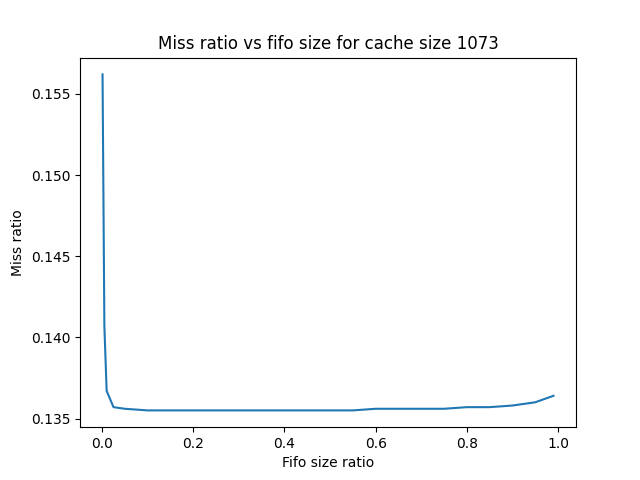 Miss ratio vs fifo size for cache size 1073
0.155
0.150
0.145
0.140
0.135
Miss ratio
0.0 0.2 0.4 0.6 0.8 1.0
Fifo size ratio